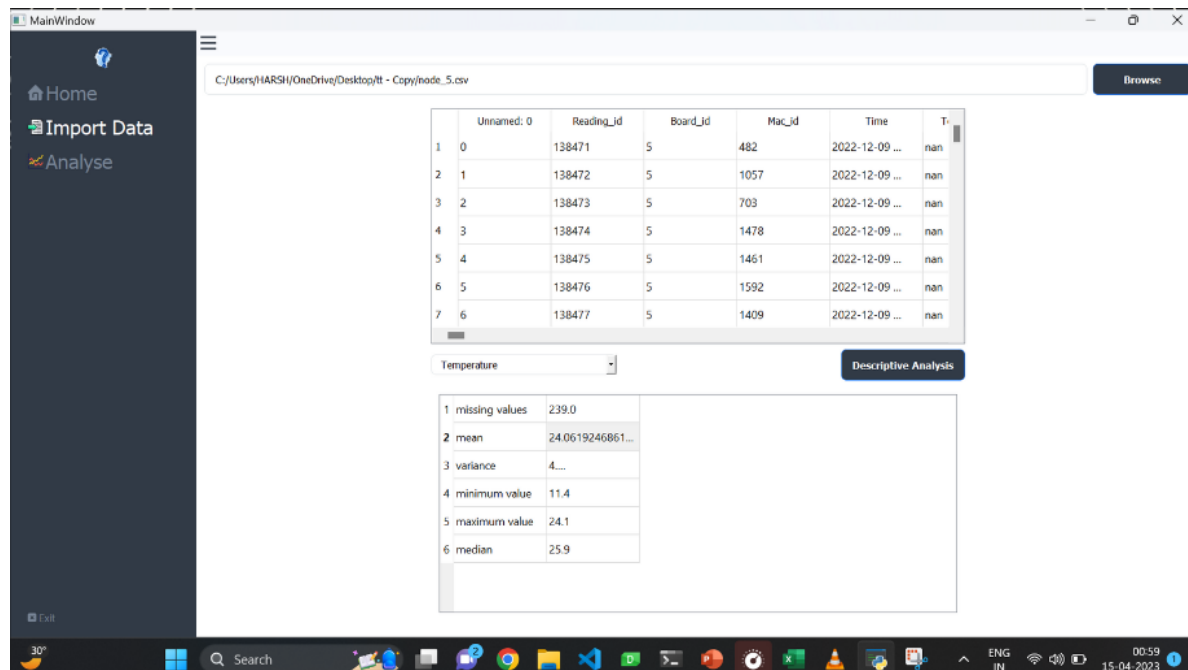 MainWindow
C:/Users/HARSH/OneDrive/Desktop/tt - Copy/node_5.csv
Browse
Home
Import Data
Analyse
Unnamed: 0 Reading_id Board_id Mac_id Time
1 0 138471 5 482 2022-12-09 ... nan
2 1 138472 5 1057 2022-12-09 ... nan
3 2 138473 5 703 2022-12-09 ... nan
4 3 138474 5 1478 2022-12-09 ... nan
5 4 138475 5 1461 2022-12-09 ... nan
6 5 138476 5 1592 2022-12-09 ... nan
7 6 138477 5 1409 2022-12-09 ... nan
Temperature
Descriptive Analysis
1 missing values 239.0
2 mean 24.0619246861...
3 variance 4....
4 minimum value 11.4
5 maximum value 24.1
6 median 25.9
Exit
30°
Search
2
ENG
IN
00:59
15-04-2023
1